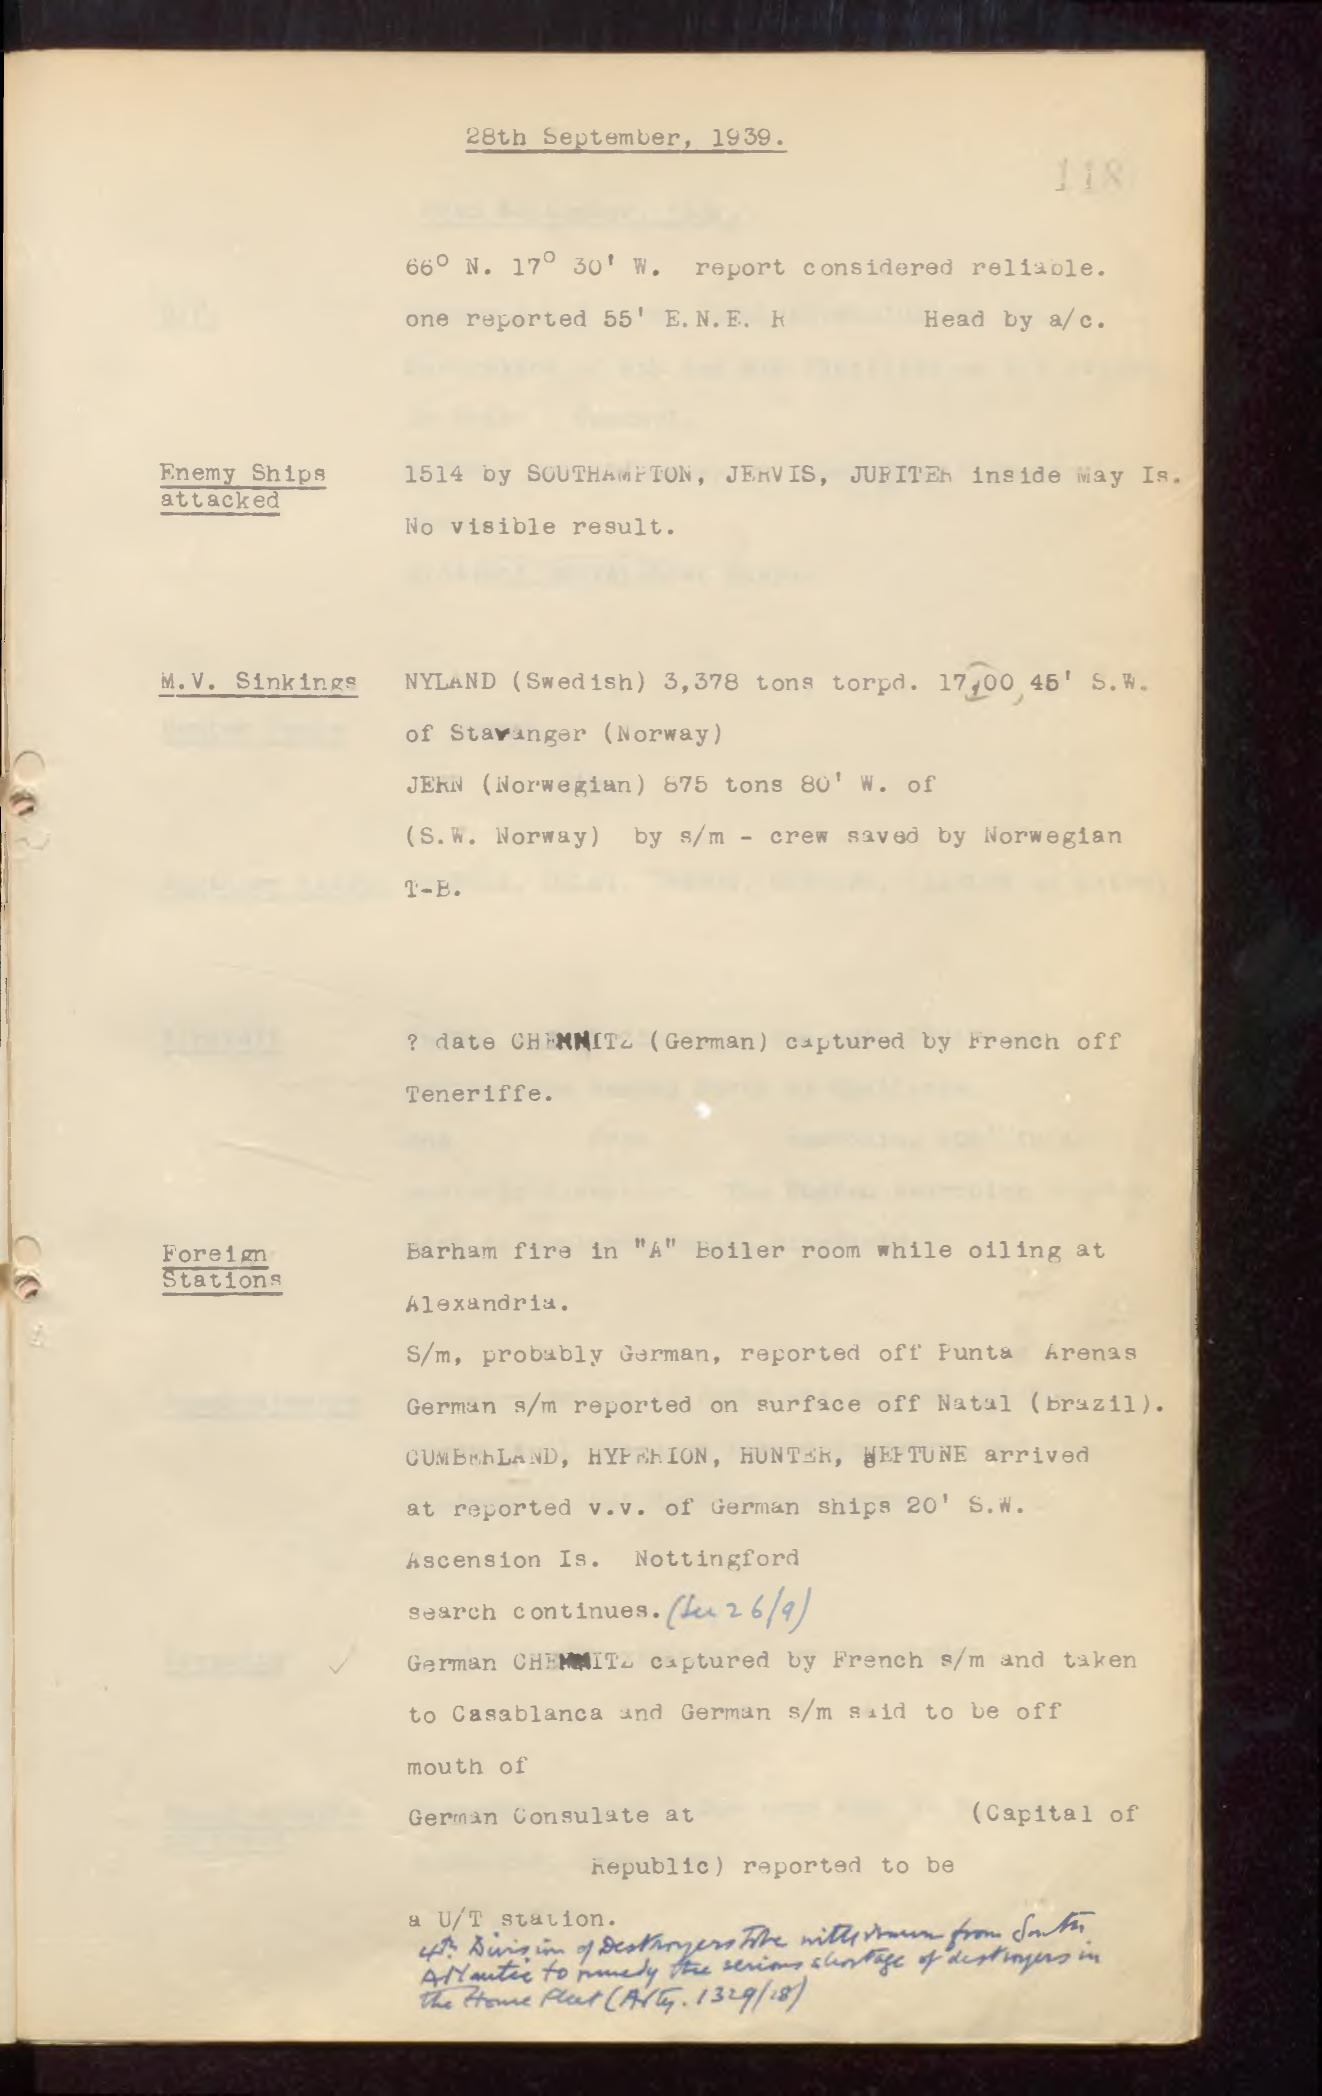 28th September, 1939.
118
66° N. 17° 30' W. report considered reliable.
one reported 55' E.N.E. R Head by a/c.
Enemy Ships attacked
1514 by SOUTHAMPTON, JERVIS, JUPITER inside May Is.
No visible result.
M.V. Sinkings
NYLAND (Swedish) 3,378 tons torpd. 1700, 45' S.W.
of Stavanger (Norway)
JERN (Norwegian) 875 tons 80' W. of
(S.W. Norway) by s/m - crew saved by Norwegian
T-B.
? date CHEMNITZ (German) captured by French off
Teneriffe.
Foreign Stations
Barham fire in "A" Boiler room while oiling at
Alexandria.
S/m, probably German, reported off Punta Arenas
German s/m reported on surface off Natal (Brazil).
CUMBERLAND, HYPERION, HUNTER, NEPTUNE arrived
at reported v.v. of German ships 20' S.W.
Ascension Is. Nottingford
search continues. (See 26/9)
German CHEMNITZ captured by French s/m and taken
to Casablanca and German s/m said to be off
mouth of
German Consulate at (Capital of
Republic) reported to be
a U/T station.
4th Division of Destroyers to be withdrawn from South
Atlantic to remedy the serious shortage of destroyers in
the Home Fleet (Adty. 1329/28)